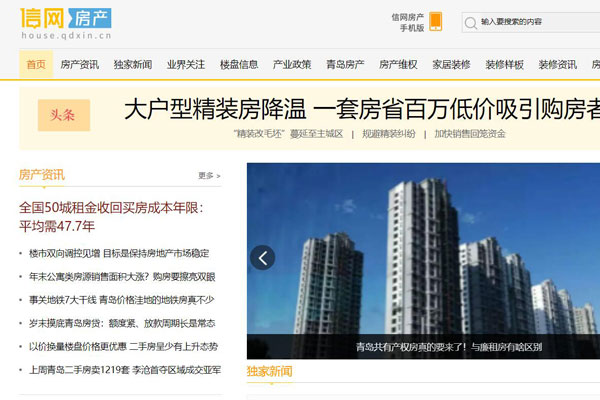 信网 房产
house.qdxin.cn
信网房产
手机版
输入要搜索的内容
首页 房产资讯 独家新闻 业界关注 楼盘信息 产业政策 青岛房产 房产维权 家居装修 装修样板 装修资讯
头条
大户型精装房降温 一套房省百万低价吸引购房者
“精装改毛坯”蔓延至主城区 | 规避精装纠纷 | 加快销售回笼资金
房产资讯
更多 >
全国50城租金收回买房成本年限：
平均需47.7年
楼市双向调控见增 目标是保持房地产市场稳定
年末公寓类房源销售面积大涨？购房要擦亮双眼
事关地铁7大干线 青岛价格洼地的地铁房真不少
岁末摸底青岛房贷：额度紧、放款周期长是常态
以价换量楼盘价格更优惠 二手房呈少有上升态势
上周青岛二手房卖1219套 李沧首夺区域成交亚军
青岛共有产权房真的要来了！与廉租房有啥区别
独家新闻